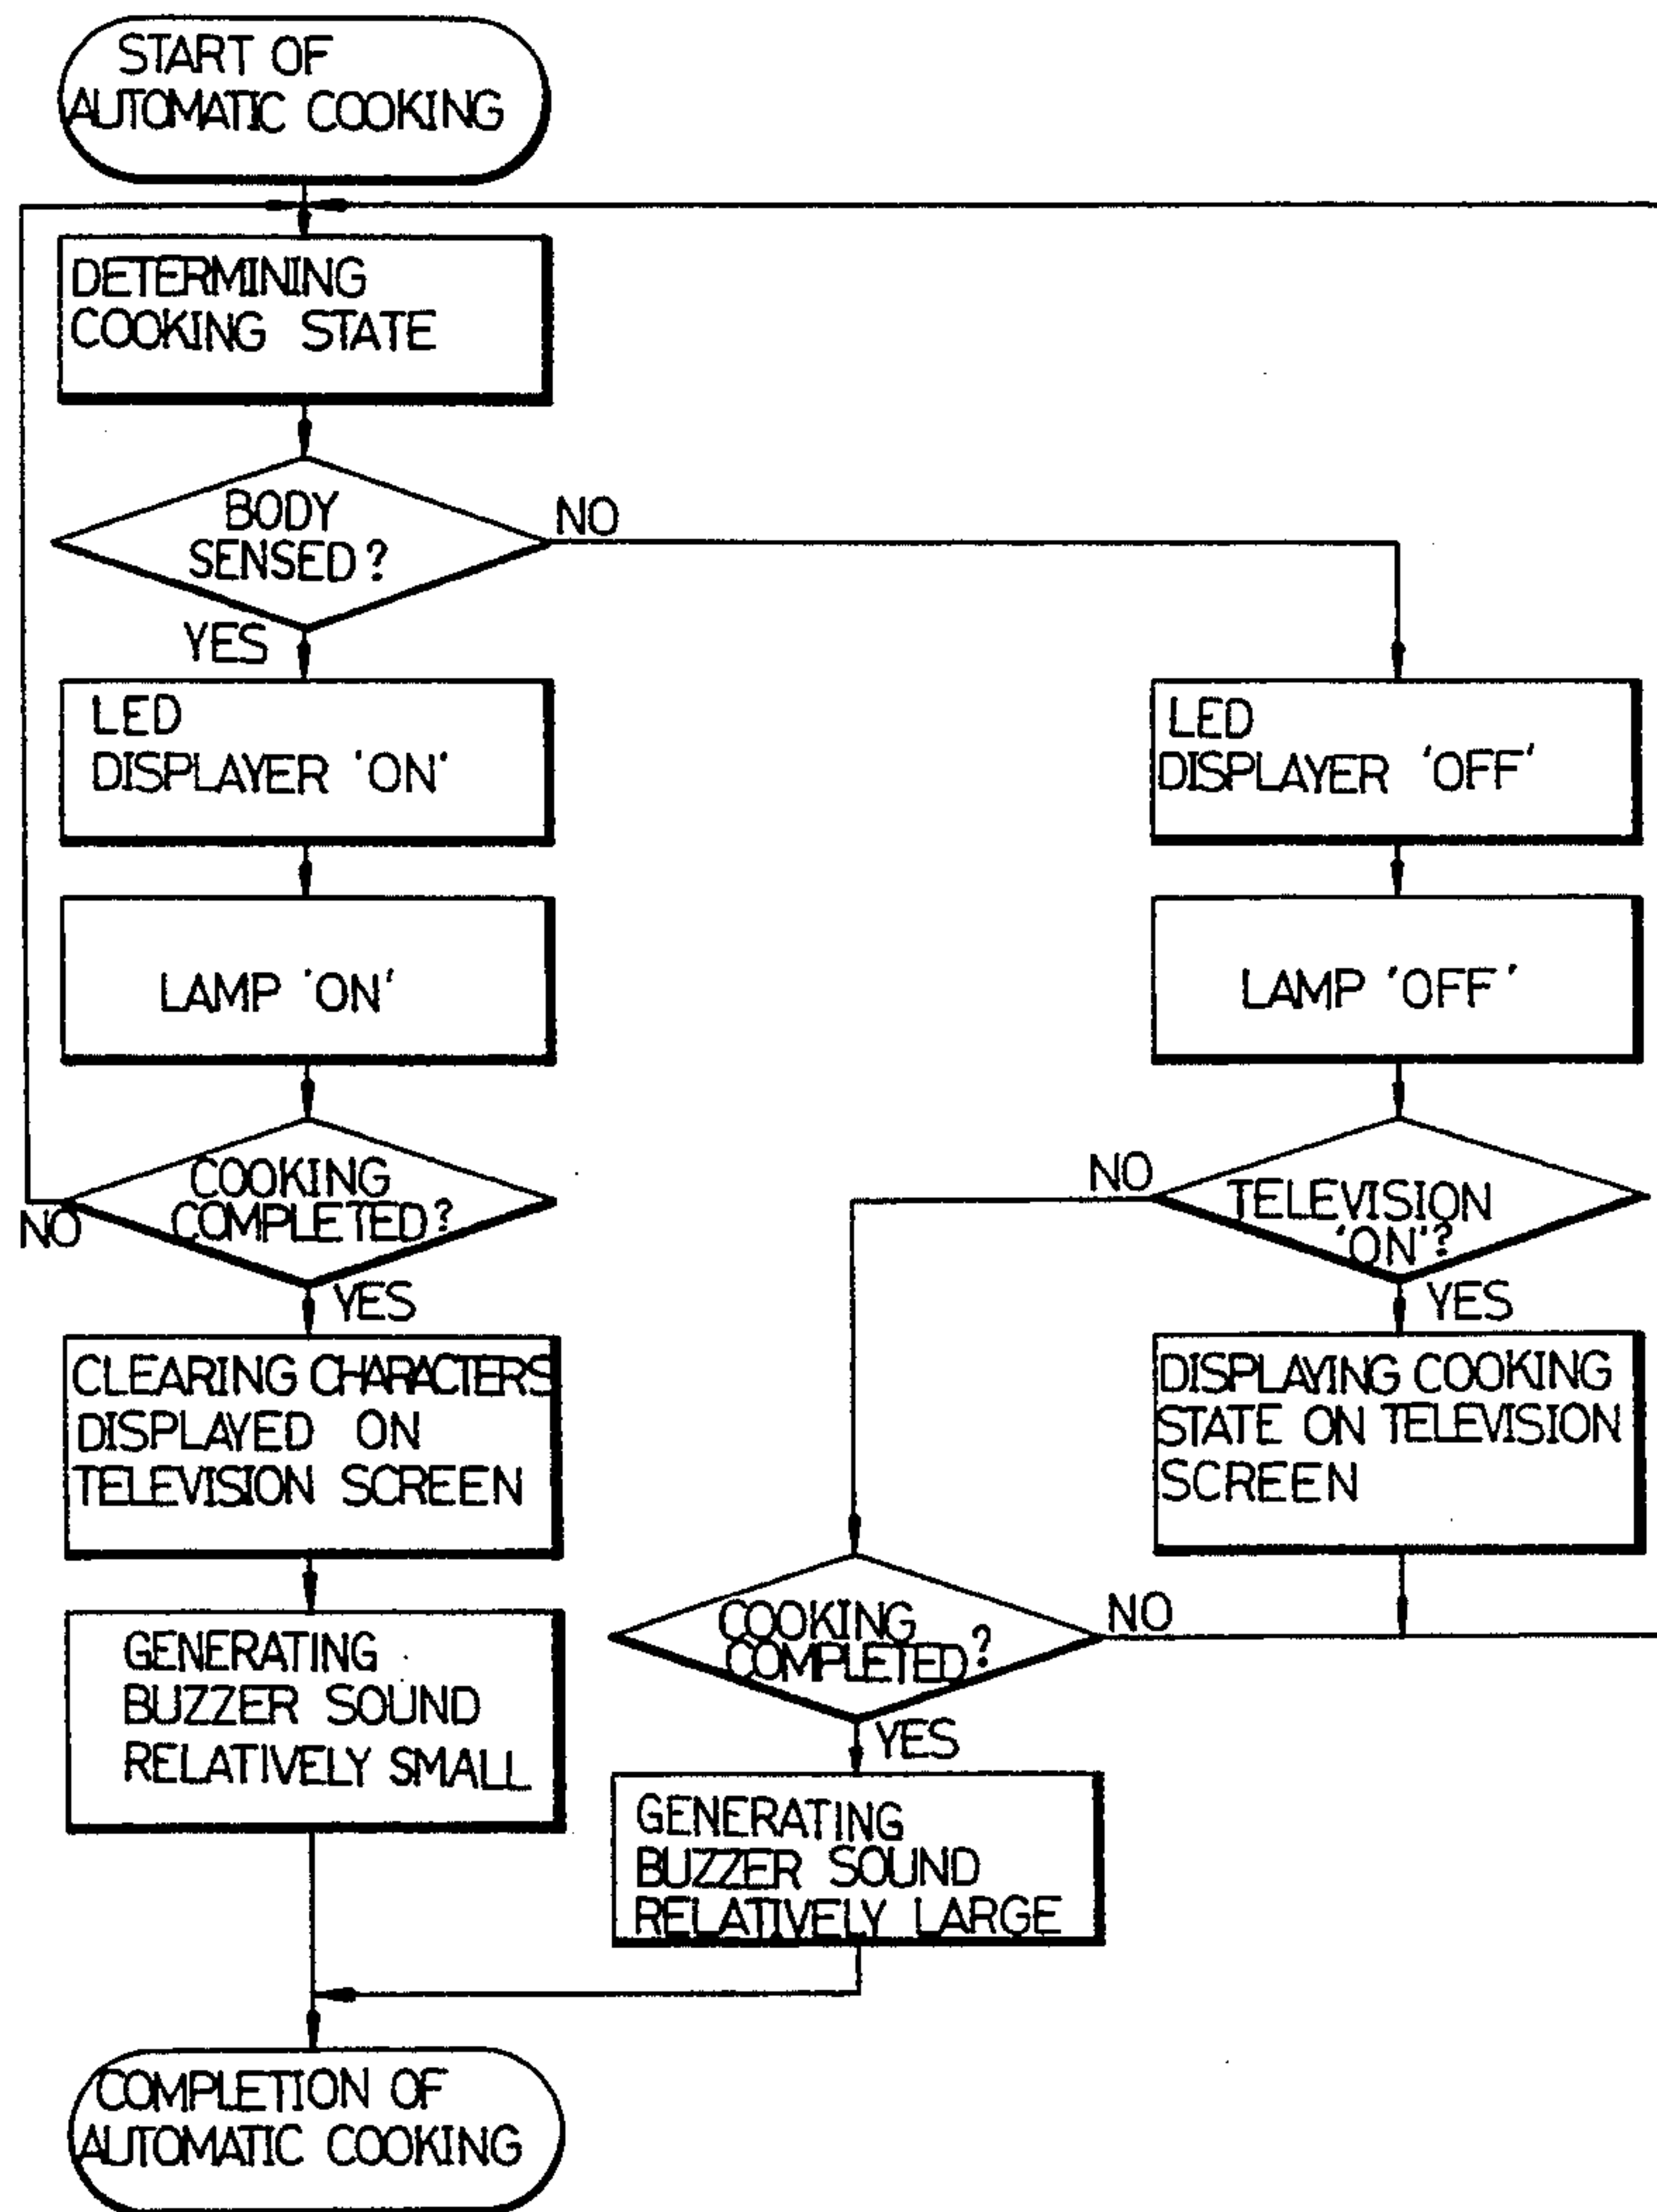 START OF
AUTOMATIC COOKING
DETERMINING
COOKING STATE
BODY
SENSED?
NO
YES
LED
DISPLAYER 'ON'
LED
DISPLAYER 'OFF'
LAMP 'ON'
LAMP 'OFF'
COOKING
COMPLETED?
NO
YES
NO
TELEVISION
'ON'?
YES
CLEARING CHARACTERS
DISPLAYED ON
TELEVISION SCREEN
DISPLAYING COOKING
STATE ON TELEVISION
SCREEN
GENERATING
BUZZER SOUND
RELATIVELY SMALL
COOKING
COMPLETED?
NO
YES
GENERATING
BUZZER SOUND
RELATIVELY LARGE
COMPLETION OF
AUTOMATIC COOKING